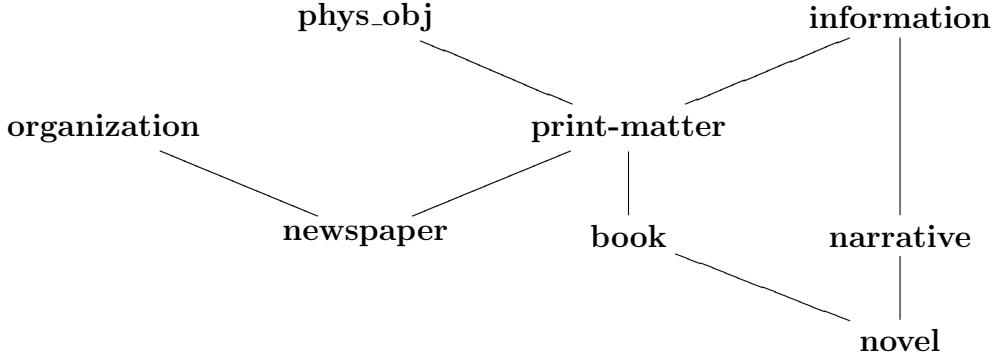 phys_obj information
organization print-matter
newspaper book narrative
novel